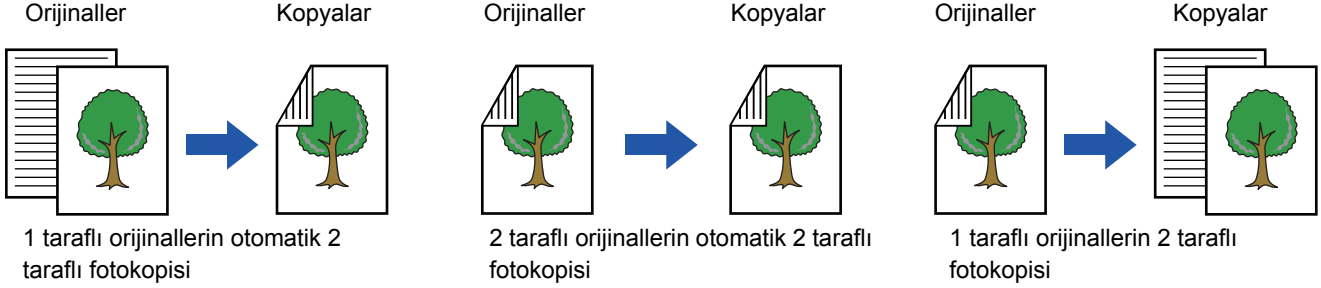 Orijinaller Kopyalar Orijinaller Kopyalar Orijinaller Kopyalar
1 taraflı orijinallerin otomatik 2
taraflı fotokopisi
2 taraflı orijinallerin otomatik 2 taraflı
fotokopisi
1 taraflı orijinallerin 2 taraflı
fotokopisi